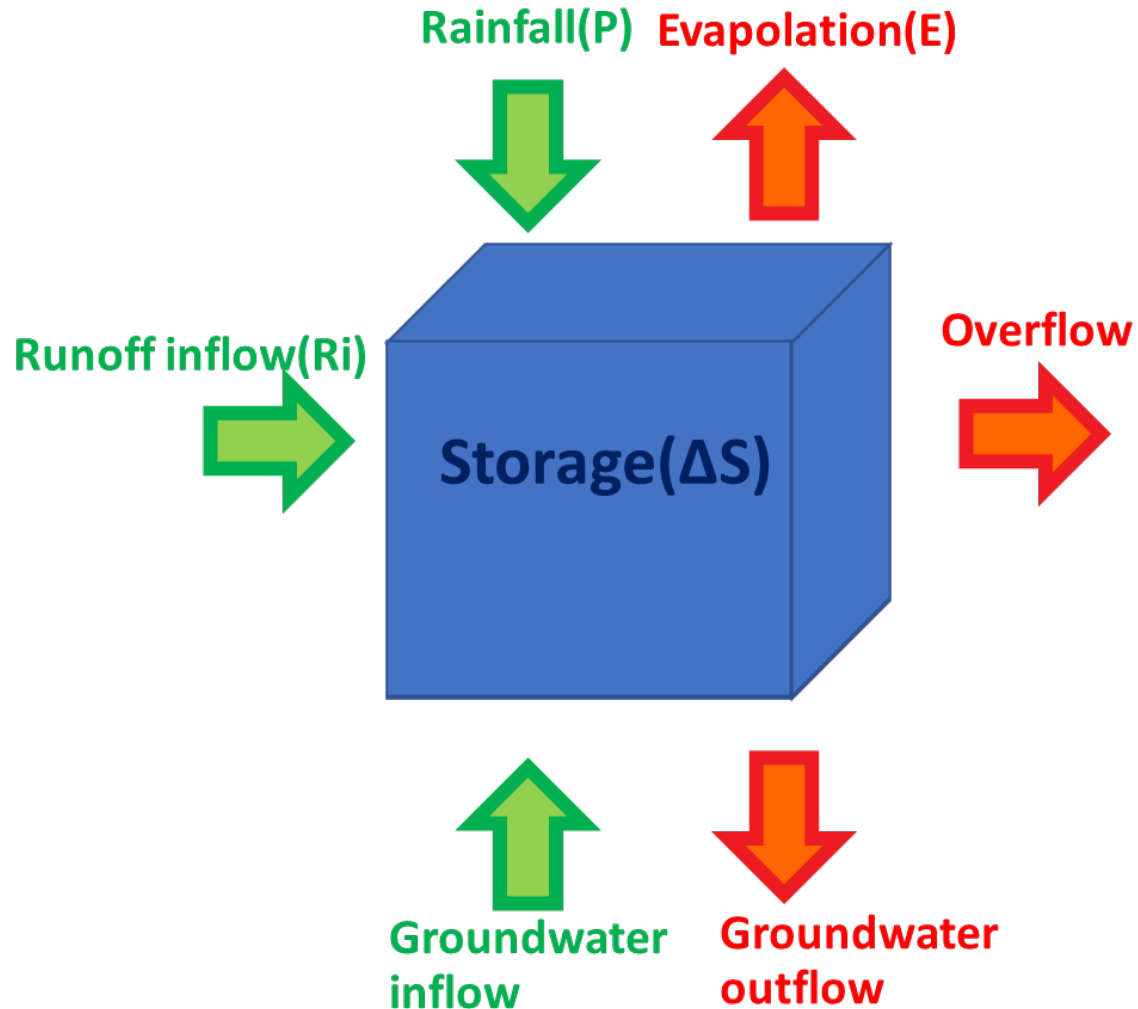 Rainfall(P)
Evapolation(E)
Runoff inflow(Ri)
Overflow
Storage(ΔS)
Groundwater
inflow
Groundwater
outflow